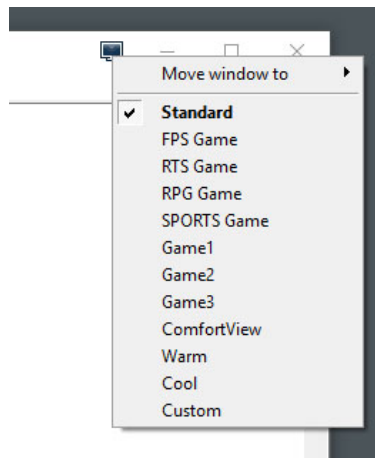 Move window to
Standard
FPS Game
RTS Game
RPG Game
SPORTS Game
Game1
Game2
Game3
ComfortView
Warm
Cool
Custom